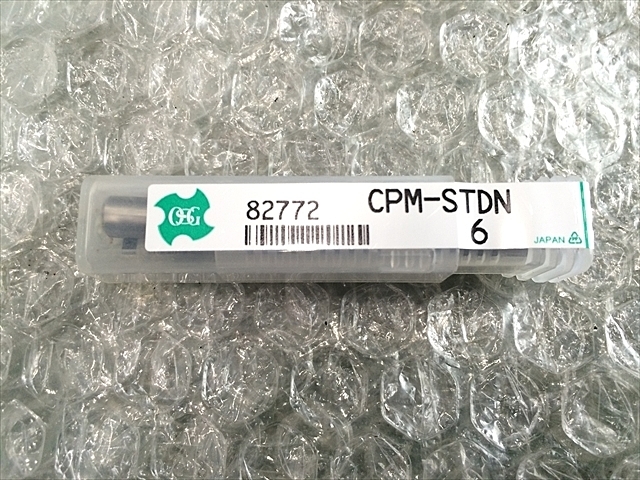 OSG
82772
CPM-STDN
6
JAPAN